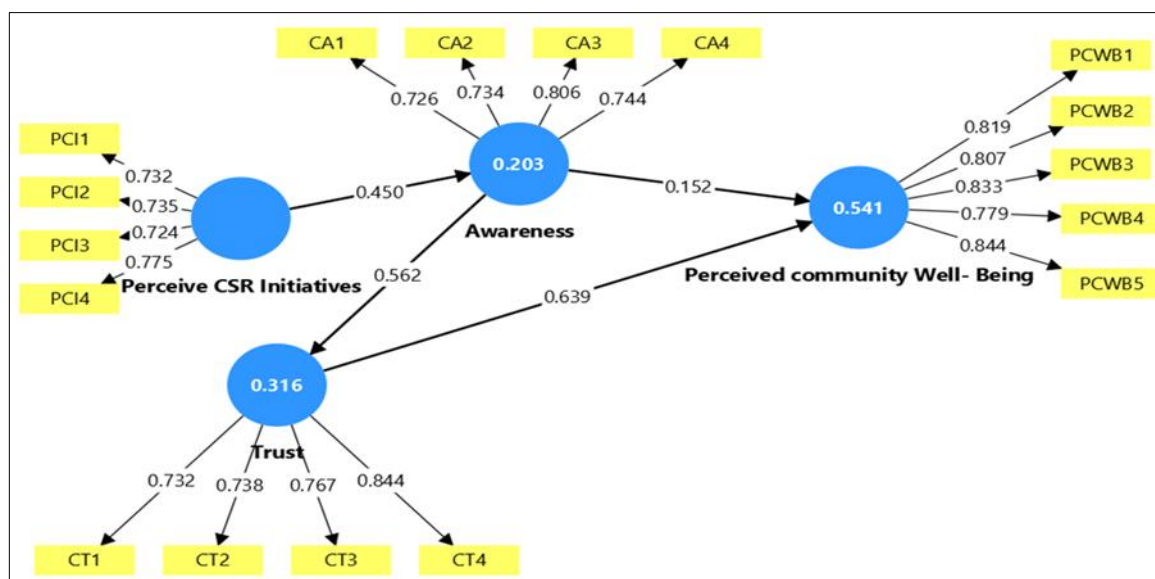 CA1
CA2
CA3
CA4
PCWB1
PCWB2
PCWB3
PCWB4
PCWB5
PCI1
PCI2
PCI3
PCI4
0.726
0.734
0.806
0.744
0.819
0.807
0.833
0.779
0.844
0.732
0.735
0.724
0.775
0.450
0.203
0.152
0.541
Awareness
Perceived community Well- Being
Perceive CSR Initiatives
0.562
0.639
0.316
Trust
0.732
0.738
0.767
0.844
CT1
CT2
CT3
CT4